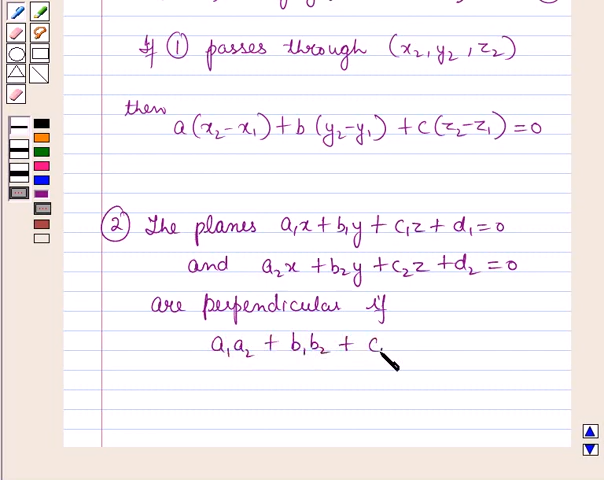 If ① passes through (x₂, y₂, z₂)
then
a(x₂-x₁)+b(y₂-y₁)+c(z₂-z₁)=0
② The planes a₁x+b₁y+c₁z+d₁=0
and a₂x+b₂y+c₂z+d₂=0
are perpendicular if
a₁a₂+b₁b₂+c